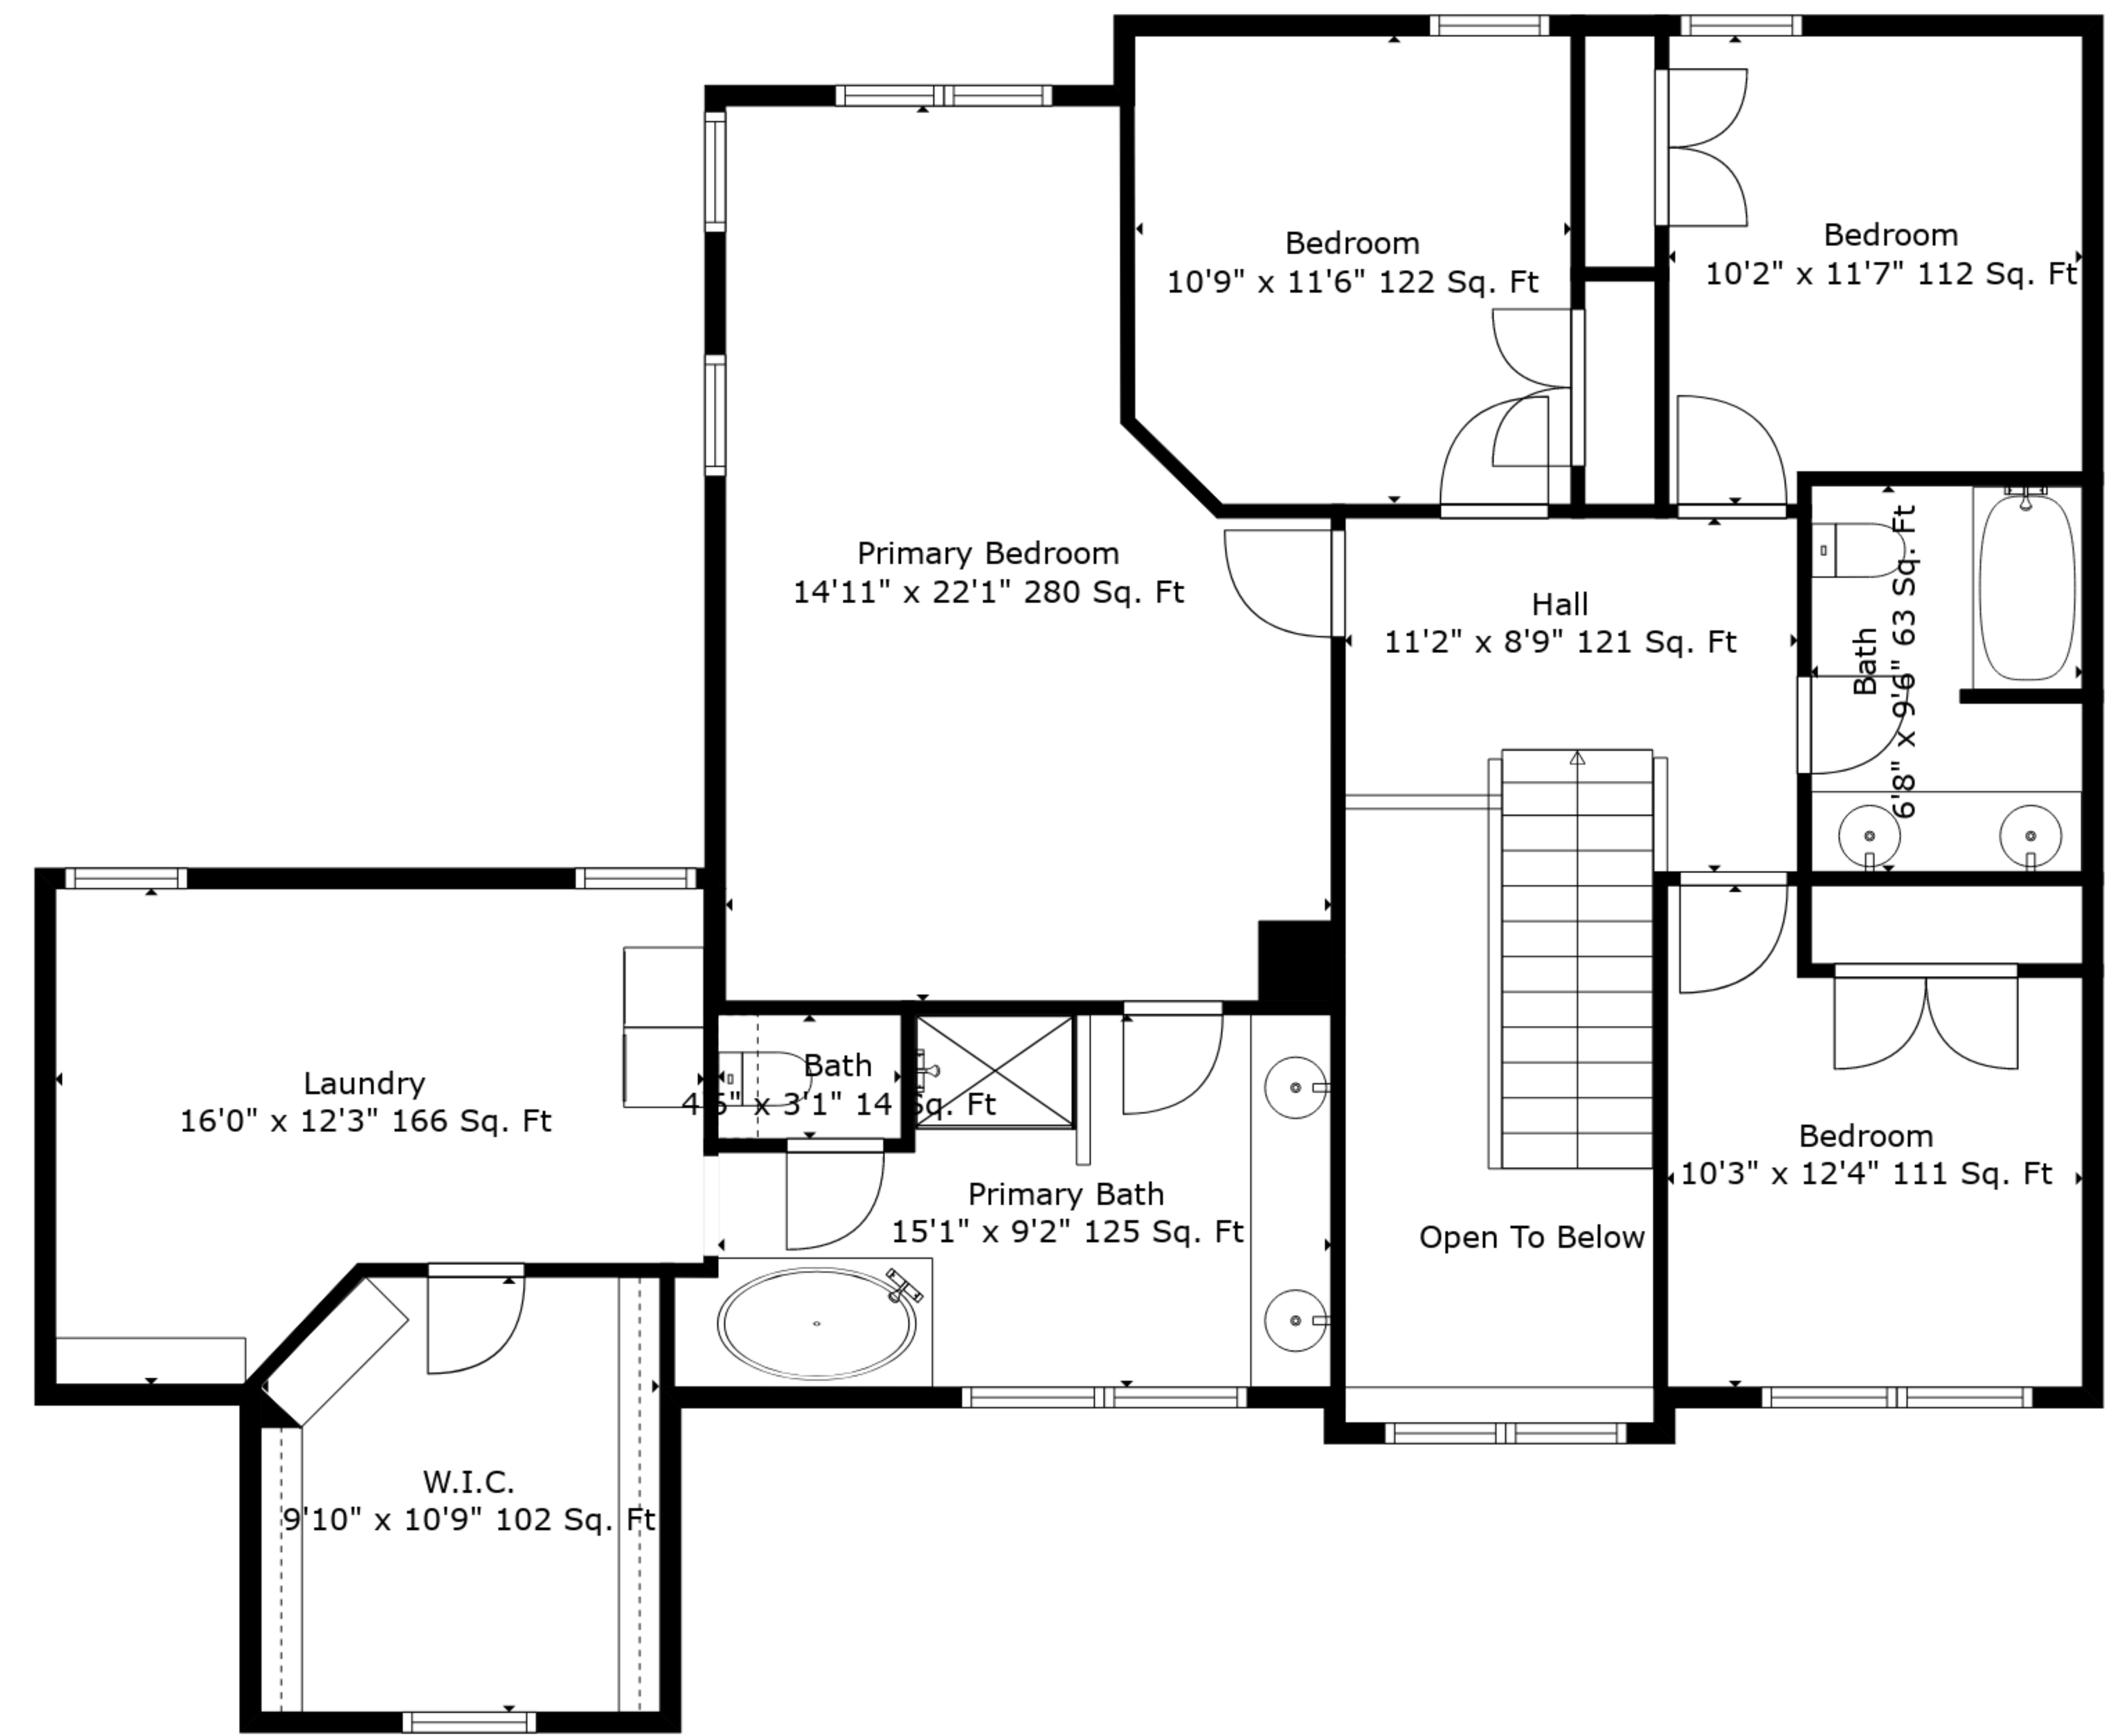 Bedroom
10'9" x 11'6" 122 Sq. Ft
Bedroom
10'2" x 11'7" 112 Sq. Ft
Primary Bedroom
14'11" x 22'1" 280 Sq. Ft
Hall
11'2" x 8'9" 121 Sq. Ft
Bath
6'8" x 9'6" 63 Sq. Ft
Laundry
16'0" x 12'3" 166 Sq. Ft
Bath
x 3'1" 14 Sq. Ft
Primary Bath
15'1" x 9'2" 125 Sq. Ft
Open To Below
Bedroom
10'3" x 12'4" 111 Sq. Ft
W.I.C.
9'10" x 10'9" 102 Sq. Ft